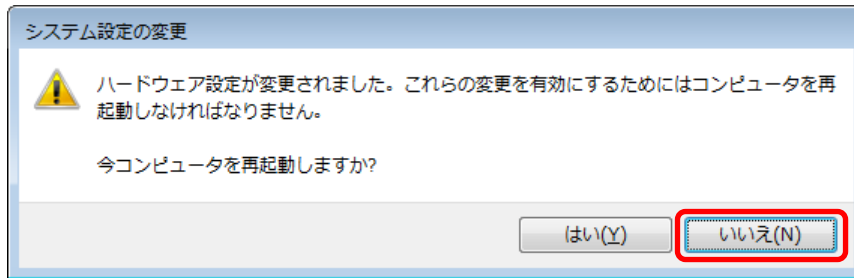 システム設定の変更
ハードウェア設定が変更されました。これらの変更を有効にするためにはコンピュータを再
起動しなければなりません。
今コンピュータを再起動しますか?
はい(Y)
いいえ(N)